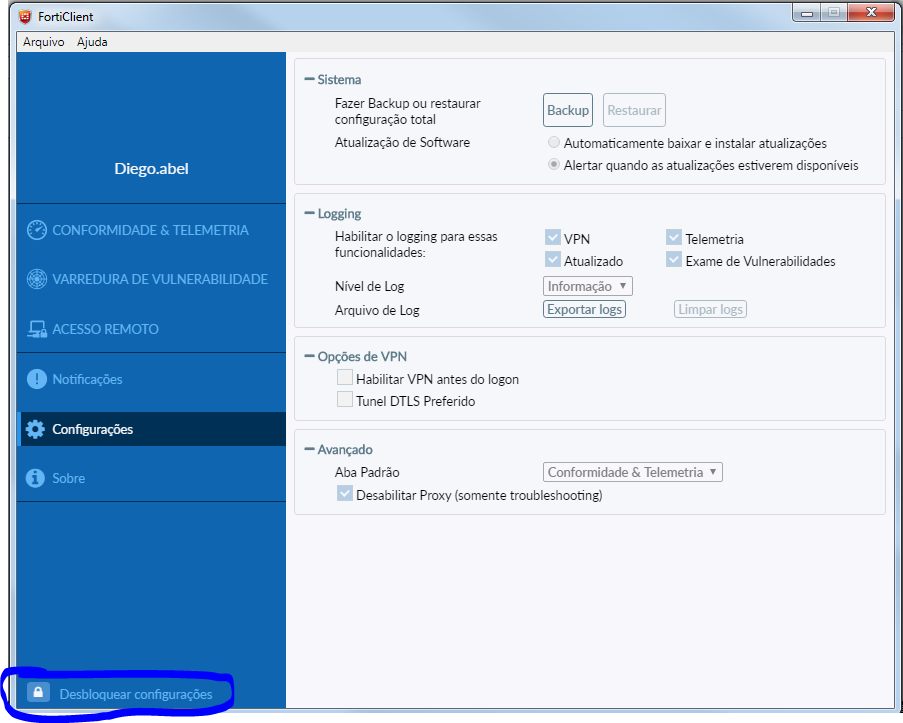 FortiClient
Arquivo Ajuda
Diego.abel
CONFORMIDADE & TELEMETRIA
VARREDURA DE VULNERABILIDADE
ACESSO REMOTO
Notificações
Configurações
Sobre
Desbloquear configurações
Sistema
Fazer Backup ou restaurar
configuração total
Backup Restaurar
Atualização de Software
Automaticamente baixar e instalar atualizações
Alertar quando as atualizações estiverem disponíveis
Logging
Habilitar o logging para essas
funcionalidades:
VPN Telemetria
Atualizado Exame de Vulnerabilidades
Nível de Log Informação
Arquivo de Log Exportar logs Limpar logs
Opções de VPN
Habilitar VPN antes do logon
Tunel DTLS Preferido
Avançado
Aba Padrão Conformidade & Telemetria
Desabilitar Proxy (somente troubleshooting)